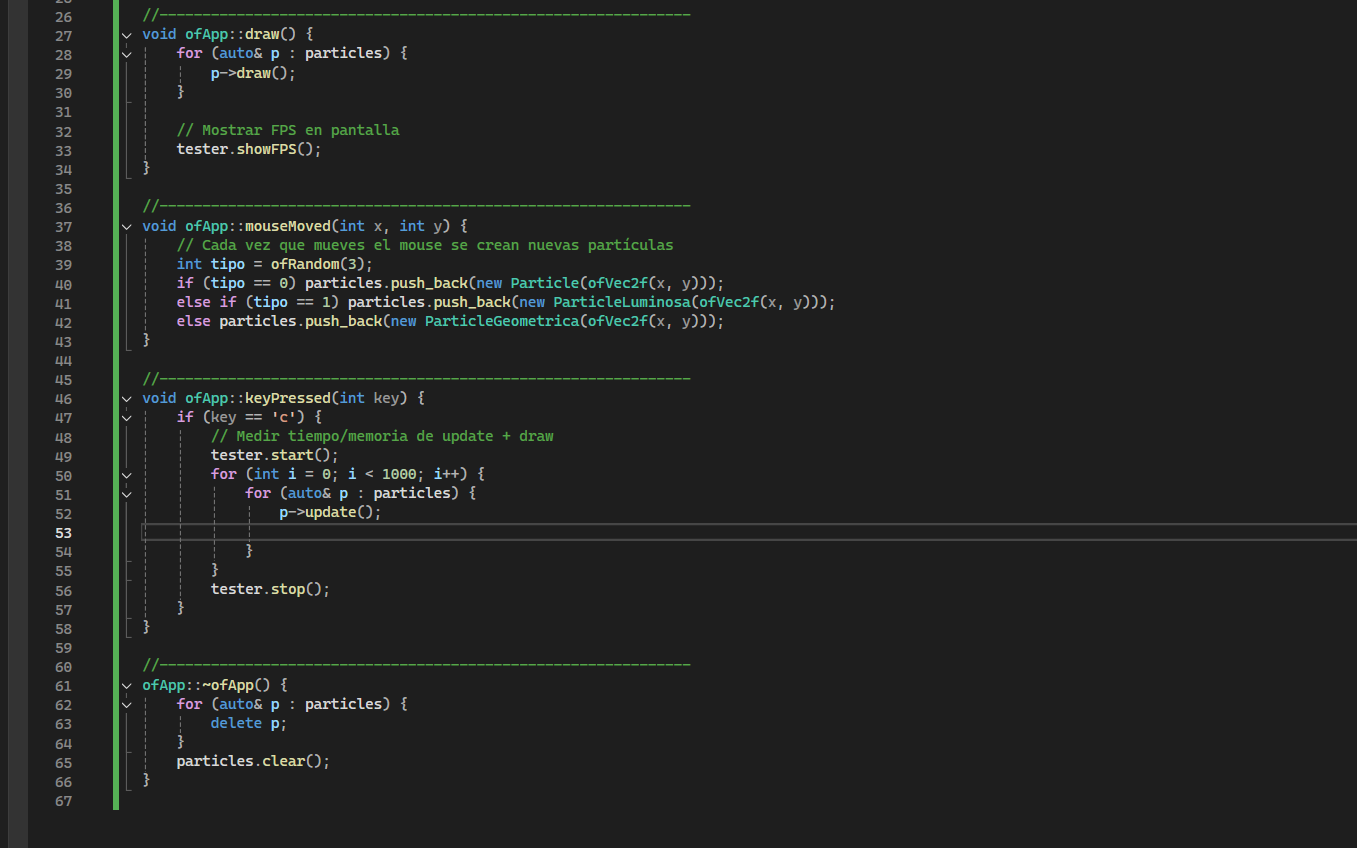 26 //--------------------------------------------------------------
27 void ofApp::draw() {
28     for (auto& p : particles) {
29         p->draw();
30     }
31
32     // Mostrar FPS en pantalla
33     tester.showFPS();
34 }
35
36 //--------------------------------------------------------------
37 void ofApp::mouseMoved(int x, int y) {
38     // Cada vez que mueves el mouse se crean nuevas partículas
39     int tipo = ofRandom(3);
40     if (tipo == 0) particles.push_back(new Particle(ofVec2f(x, y)));
41     else if (tipo == 1) particles.push_back(new ParticleLuminosa(ofVec2f(x, y)));
42     else particles.push_back(new ParticleGeometrica(ofVec2f(x, y)));
43 }
44
45 //--------------------------------------------------------------
46 void ofApp::keyPressed(int key) {
47     if (key == 'c') {
48         // Medir tiempo/memoria de update + draw
49         tester.start();
50         for (int i = 0; i < 1000; i++) {
51             for (auto& p : particles) {
52                 p->update();
53
54             }
55         }
56         tester.stop();
57     }
58 }
59
60 //--------------------------------------------------------------
61 ofApp::~ofApp() {
62     for (auto& p : particles) {
63         delete p;
64     }
65     particles.clear();
66 }
67